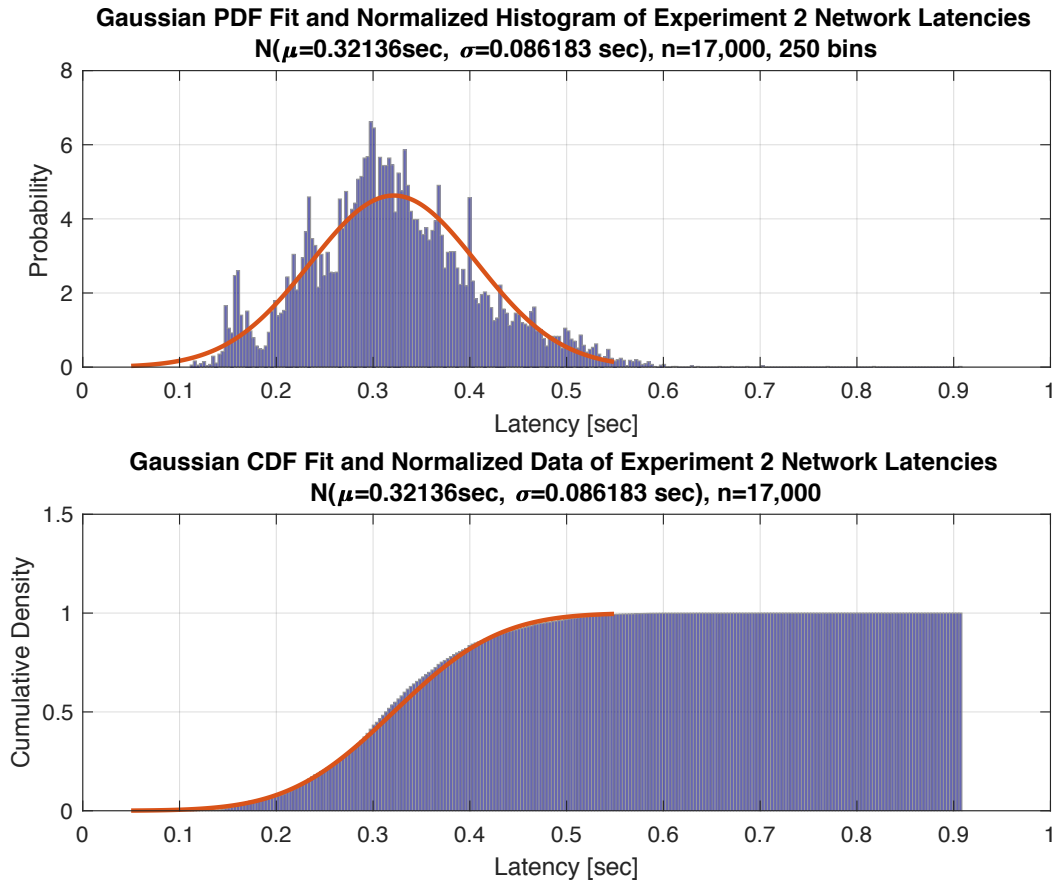 Gaussian PDF Fit and Normalized Histogram of Experiment 2 Network Latencies
N(μ=0.32136sec, σ=0.086183 sec), n=17,000, 250 bins
8
6
4
2
0
Probability
0 0.1 0.2 0.3 0.4 0.5 0.6 0.7 0.8 0.9 1
Latency [sec]
Gaussian CDF Fit and Normalized Data of Experiment 2 Network Latencies
N(μ=0.32136sec, σ=0.086183 sec), n=17,000
1.5
1
0.5
0
Cumulative Density
0 0.1 0.2 0.3 0.4 0.5 0.6 0.7 0.8 0.9 1
Latency [sec]